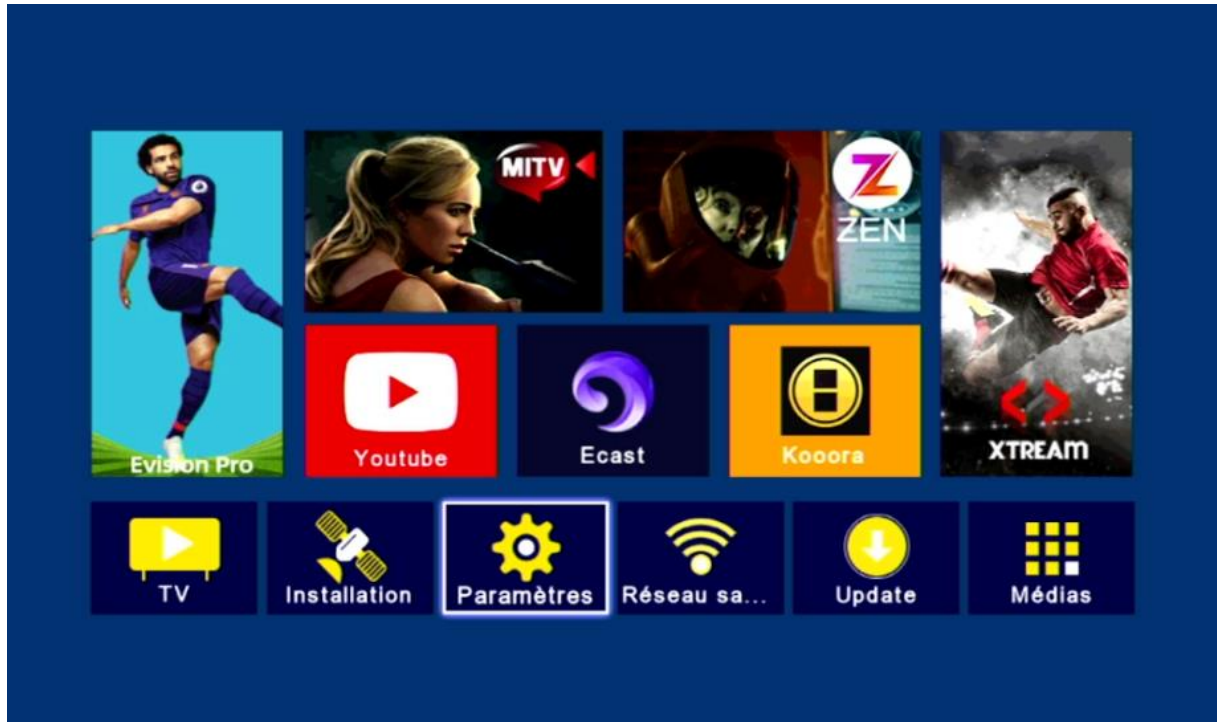 MITV
ZEN
Evision Pro
Youtube
Ecast
Kooora
XTREAM
TV
Installation
Paramètres
Réseau sa...
Update
Médias